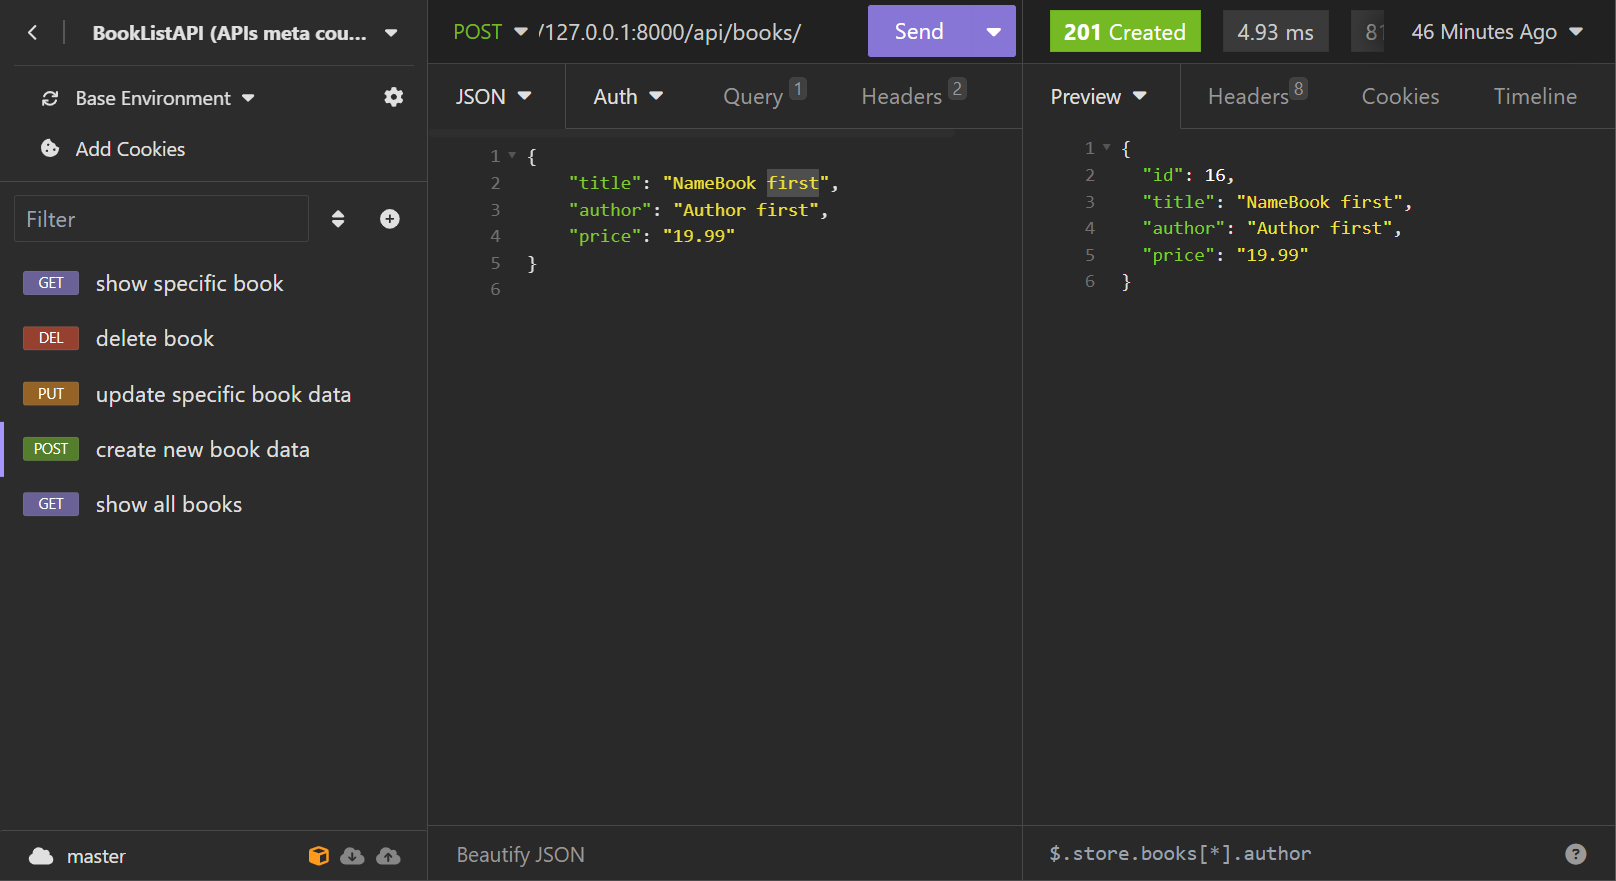 BookListAPI (APIs meta cou...
Base Environment
Add Cookies
Filter
GET show specific book
DEL delete book
PUT update specific book data
POST create new book data
GET show all books
master
POST /127.0.0.1:8000/api/books/ Send
JSON Auth Query 1 Headers 2
1 {
2 "title": "NameBook first",
3 "author": "Author first",
4 "price": "19.99"
5 }
6
Beautify JSON
201 Created 4.93 ms 46 Minutes Ago
Preview Headers 8 Cookies Timeline
1 {
2 "id": 16,
3 "title": "NameBook first",
4 "author": "Author first",
5 "price": "19.99"
6 }
$.store.books[*].author ?